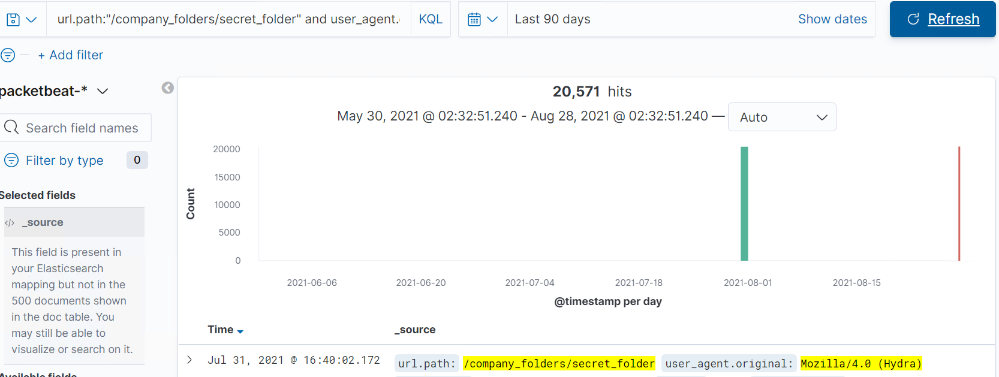 url.path:"/company_folders/secret_folder" and user_agent. KQL Last 90 days Show dates Refresh
+ Add filter
packetbeat-*
Search field names
Filter by type 0
Selected fields
</> _source
This field is present in
your Elasticsearch
mapping but not in the
500 documents shown
in the doc table. You
may still be able to
visualize or search on it.
Available fields
20,571 hits
May 30, 2021 @ 02:32:51.240 - Aug 28, 2021 @ 02:32:51.240 — Auto
Count
20000
15000
10000
5000
0
2021-06-06 2021-06-20 2021-07-04 2021-07-18 2021-08-01 2021-08-15
@timestamp per day
Time _source
Jul 31, 2021 @ 16:40:02.172 url.path: /company_folders/secret_folder user_agent.original: Mozilla/4.0 (Hydra)